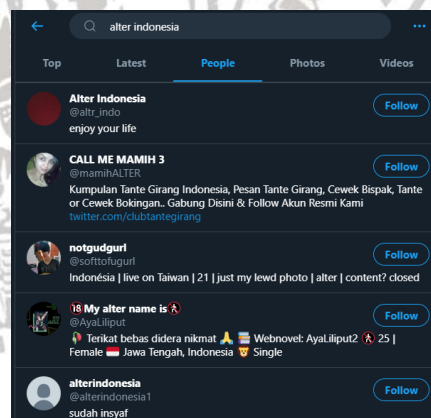 alter indonesia
Top Latest People Photos Videos
Alter Indonesia
@altr_indo
Follow
enjoy your life
CALL ME MAMIH 3
@mamihALTER
Follow
Kumpulan Tante Girang Indonesia, Pesan Tante Girang, Cewek Bispak, Tante
or Cewek Bokingan.. Gabung Disini & Follow Akun Resmi Kami
twitter.com/clubtantegirang
notgudgurl
@softtofugurl
Follow
Indonésia | live on Taiwan | 21 | just my lewd photo | alter | content? closed
🔞My alter name is🚷
@AyaLiliput
Follow
Terikat bebas didera nikmat 🙏 📚 Webnovel: AyaLiliput2 🚷 25 |
Female 🇮🇩 Jawa Tengah, Indonesia Single
alterindonesia
@alterindonesia1
Follow
sudah insyaf